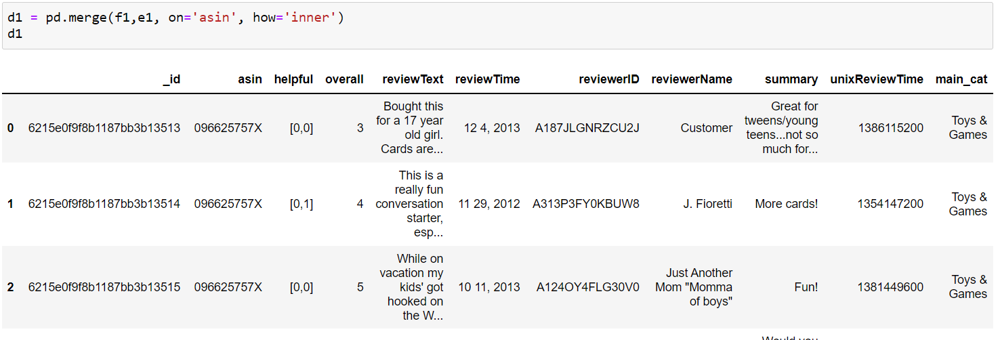 d1 = pd.merge(f1,e1, on='asin', how='inner')
d1
_id asin helpful overall reviewText reviewTime reviewerID reviewerName summary unixReviewTime main_cat
0 6215e0f9f8b1187bb3b13513 096625757X [0,0] 3 Bought this for a 17 year old girl. Cards are... 12 4, 2013 A187JLGNRZCU2J Customer Great for tweens/young teens...not so much for... 1386115200 Toys & Games
1 6215e0f9f8b1187bb3b13514 096625757X [0,1] 4 This is a really fun conversation starter, esp... 11 29, 2012 A313P3FY0KBUW8 J. Fioretti More cards! 1354147200 Toys & Games
2 6215e0f9f8b1187bb3b13515 096625757X [0,0] 5 While on vacation my kids' got hooked on the W... 10 11, 2013 A124OY4FLG30V0 Just Another Mom "Momma of boys" Fun! 1381449600 Toys & Games